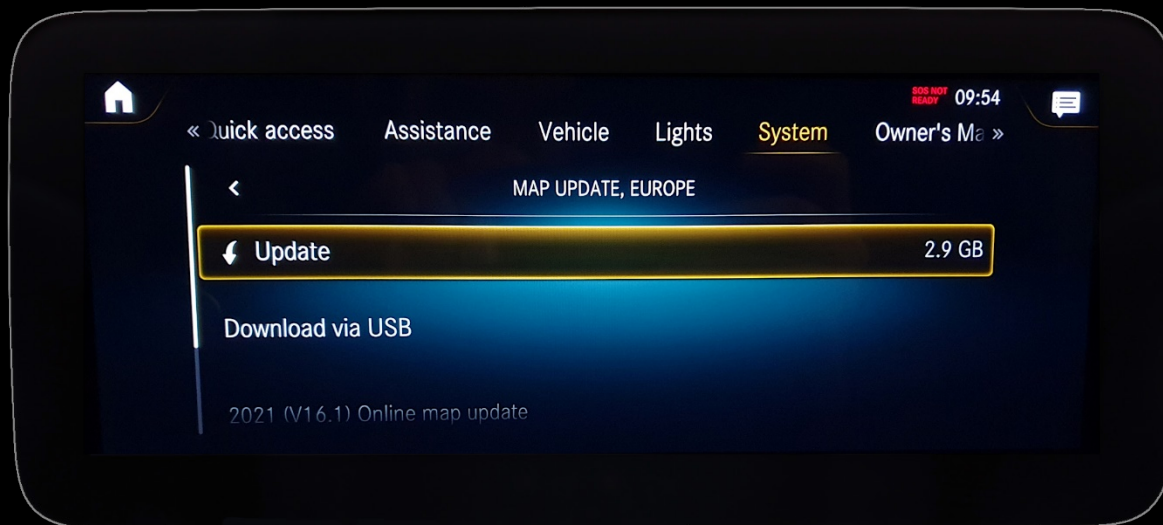 SOS NOT
READY 09:54
« Quick access Assistance Vehicle Lights System Owner's Ma »
MAP UPDATE, EUROPE
Update 2.9 GB
Download via USB
2021 (V16.1) Online map update